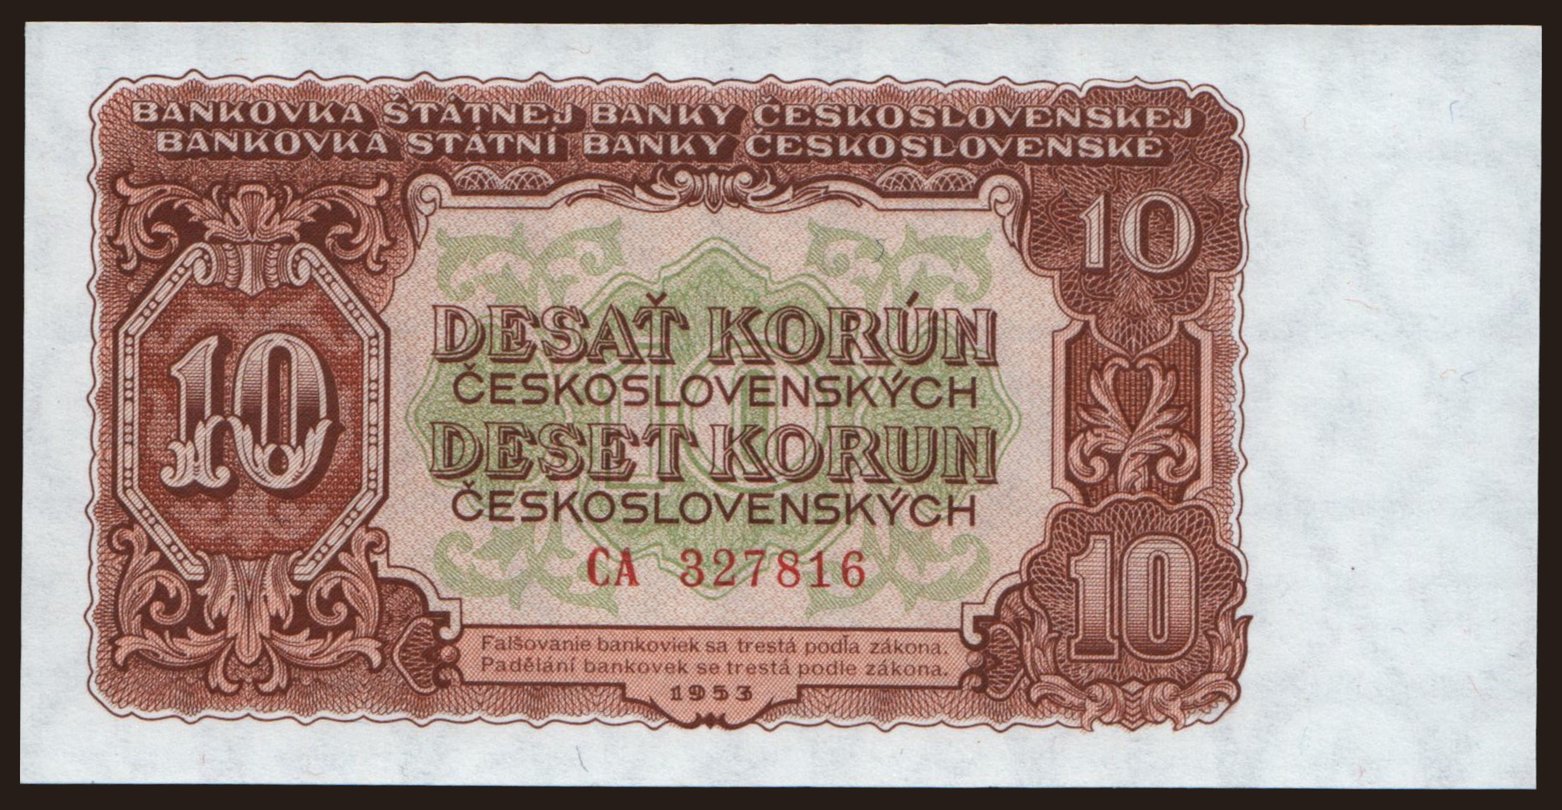 BANKOVKA ŠTÁTNEJ BANKY ČESKOSLOVENSKEJ
BANKOVKA STÁTNÍ BANKY ČESKOSLOVENSKÉ
10
10
DESAŤ KORÚN
ČESKOSLOVENSKÝCH
DESET KORUN
ČESKOSLOVENSKÝCH
10
CA 327816
10
Falšovanie bankoviek sa trestá podľa zákona.
Padělání bankovek se trestá podle zákona.
1953